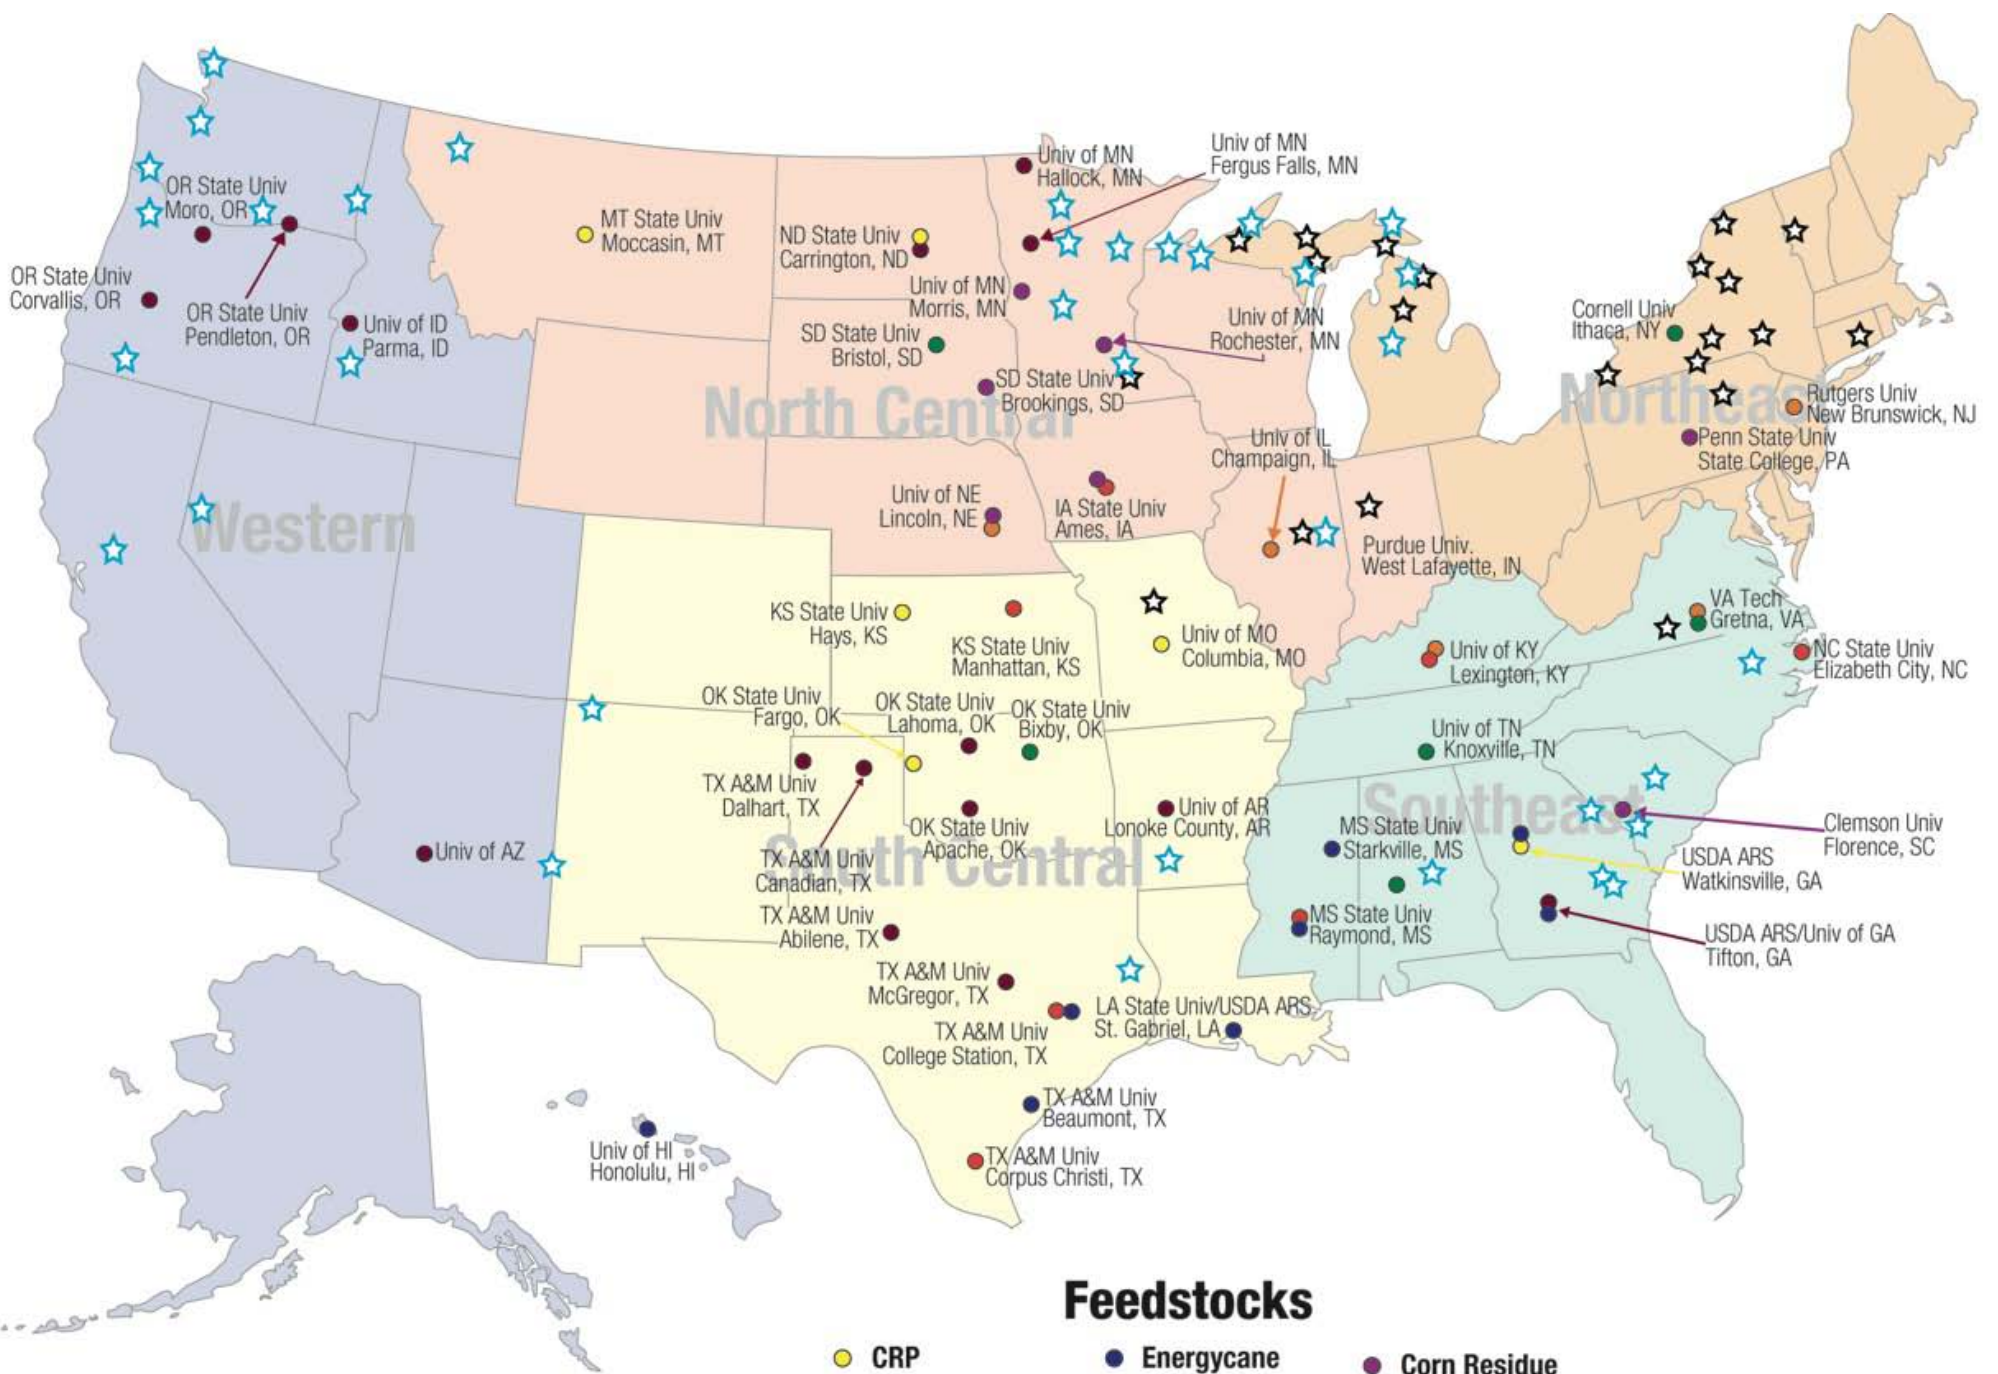 Univ of MN
Hallock, MN
Univ of MN
Fergus Falls, MN
OR State Univ
Moro, OR
MT State Univ
Moccasin, MT
ND State Univ
Carrington, ND
OR State Univ
Corvallis, OR
OR State Univ
Pendleton, OR
Univ of ID
Parma, ID
Univ of MN
Morris, MN
Univ of MN
Rochester, MN
SD State Univ
Bristol, SD
SD State Univ
Brookings, SD
Cornell Univ
Ithaca, NY
North Central
Northeast
Rutgers Univ
New Brunswick, NJ
Penn State Univ
State College, PA
Univ of IL
Champaign, IL
Univ of NE
Lincoln, NE
IA State Univ
Ames, IA
Western
Purdue Univ.
West Lafayette, IN
KS State Univ
Hays, KS
KS State Univ
Manhattan, KS
Univ of MO
Columbia, MO
Univ of KY
Lexington, KY
VA Tech
Gretna, VA
NC State Univ
Elizabeth City, NC
OK State Univ
Fargo, OK
OK State Univ
Lahoma, OK
OK State Univ
Bixby, OK
Univ of TN
Knoxville, TN
TX A&M Univ
Dalhart, TX
Southeast
OK State Univ
Apache, OK
Univ of AR
Lonoke County, AR
MS State Univ
Starkville, MS
Clemson Univ
Florence, SC
Univ of AZ
South Central
TX A&M Univ
Canadian, TX
USDA ARS
Watkinsville, GA
TX A&M Univ
Abilene, TX
MS State Univ
Raymond, MS
USDA ARS/Univ of GA
Tifton, GA
TX A&M Univ
McGregor, TX
LA State Univ/USDA ARS
St. Gabriel, LA
TX A&M Univ
College Station, TX
TX A&M Univ
Beaumont, TX
Univ of HI
Honolulu, HI
TX A&M Univ
Corpus Christi, TX
Feedstocks
CRP
Energycane
Corn Residue